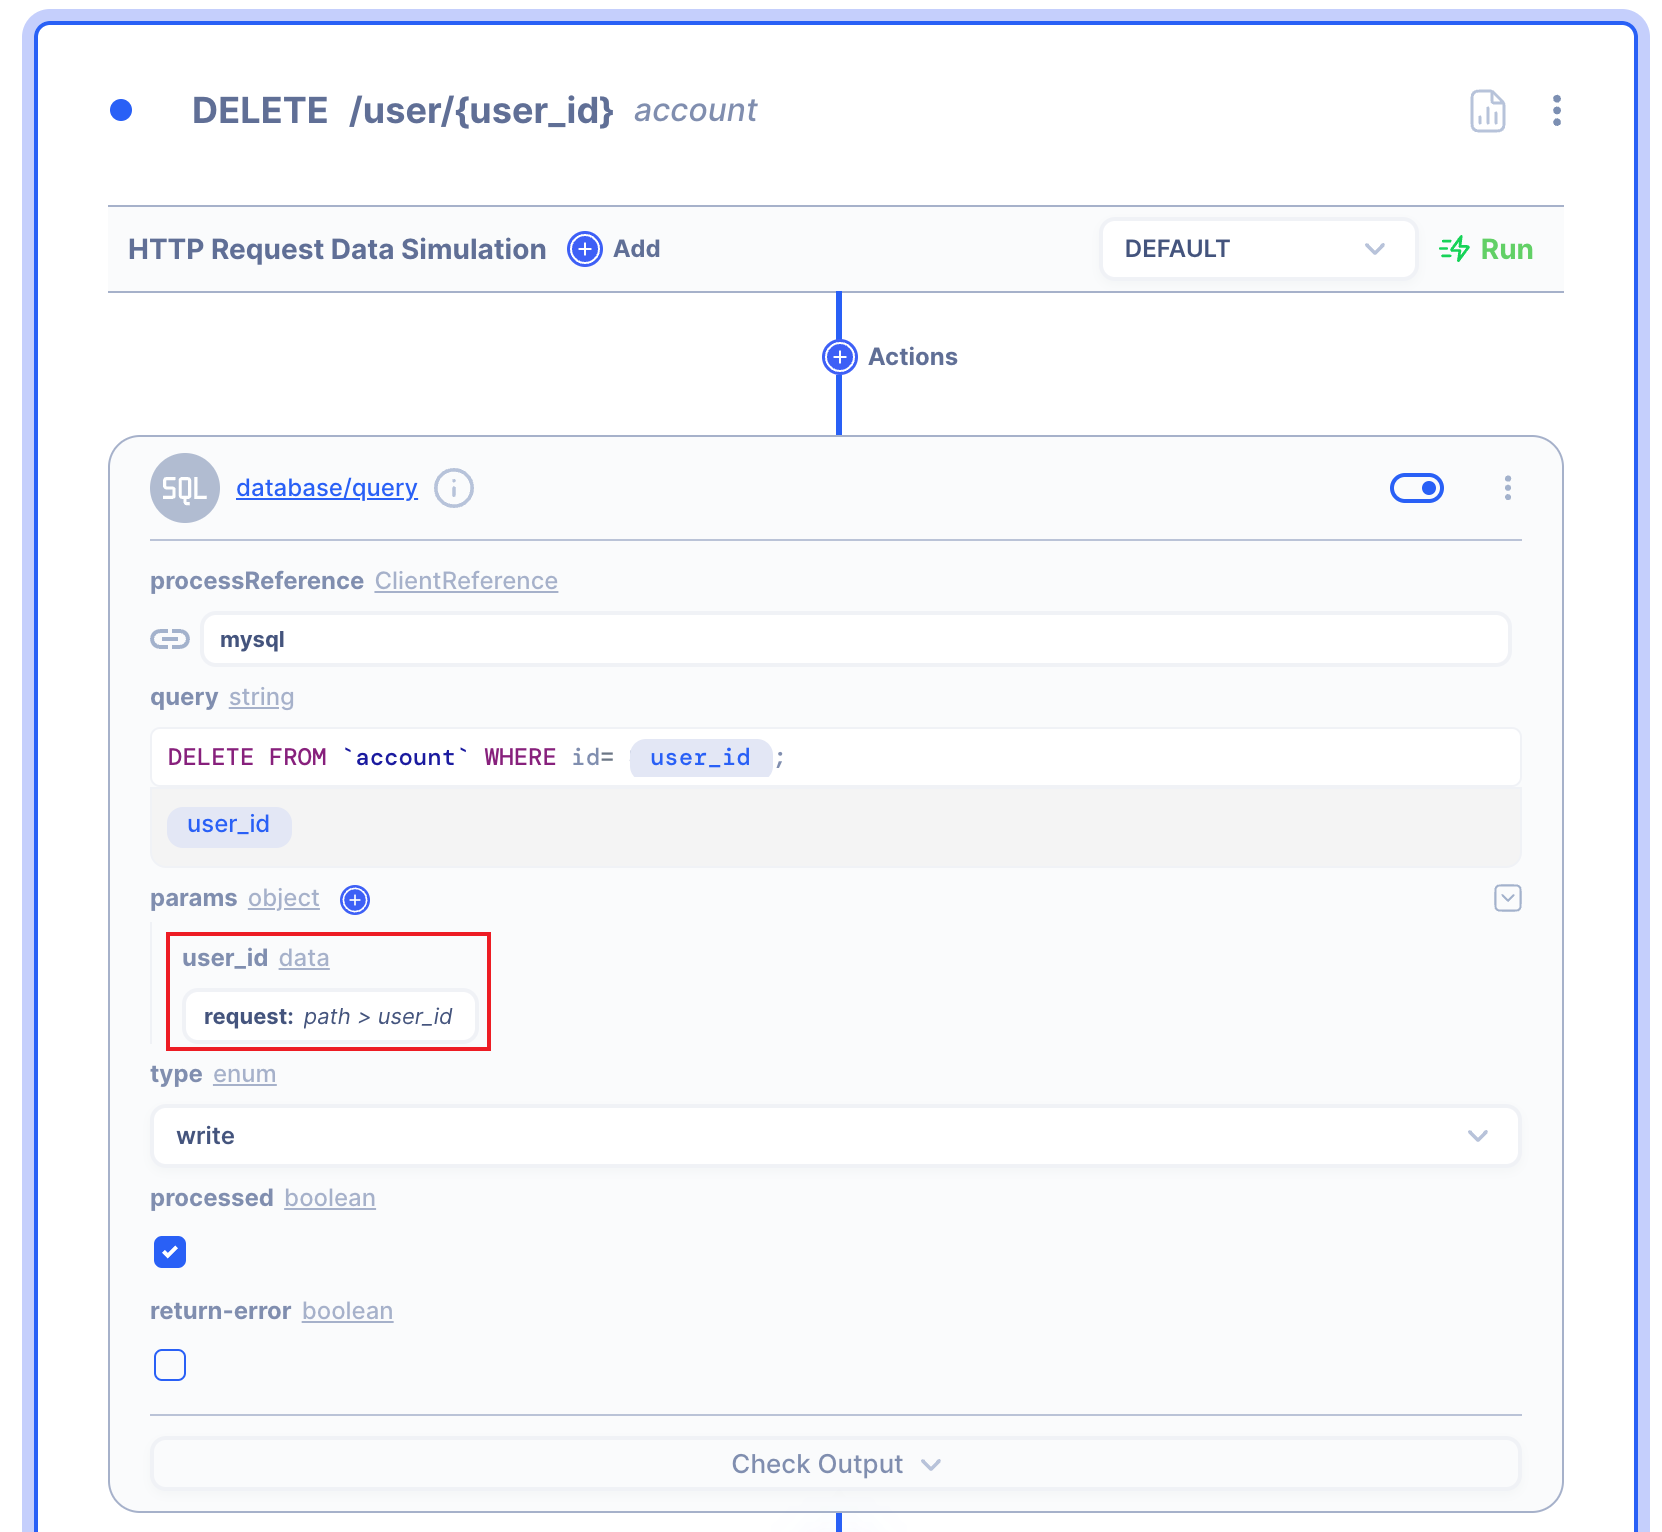 DELETE /user/{user_id} account
HTTP Request Data Simulation Add DEFAULT Run
Actions
SQL database/query
processReference ClientReference
mysql
query string
DELETE FROM `account` WHERE id= user_id ;
user_id
params object
user_id data
request: path > user_id
type enum
write
processed boolean
return-error boolean
Check Output